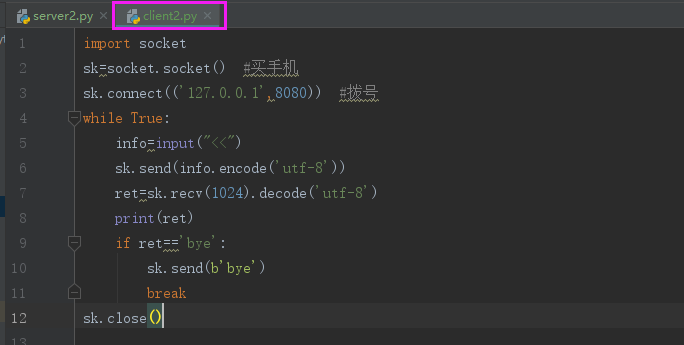 server2.py × client2.py ×
1 import socket
2 sk=socket.socket()  #买手机
3 sk.connect(('127.0.0.1',8080))  #拨号
4 while True:
5     info=input("<<")
6     sk.send(info.encode('utf-8'))
7     ret=sk.recv(1024).decode('utf-8')
8     print(ret)
9     if ret=='bye':
10         sk.send(b'bye')
11         break
12 sk.close()
13